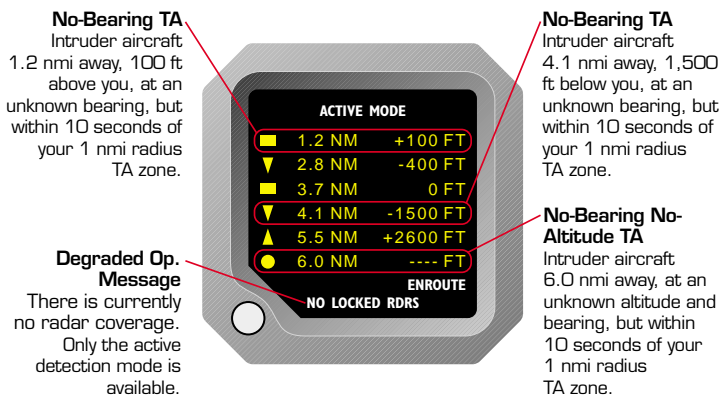 No-Bearing TA
Intruder aircraft
1.2 nmi away, 100 ft
above you, at an
unknown bearing, but
within 10 seconds of
your 1 nmi radius
TA zone.
Degraded Op.
Message
There is currently
no radar coverage.
Only the active
detection mode is
available.
ACTIVE MODE
1.2 NM +100 FT
2.8 NM -400 FT
3.7 NM 0 FT
4.1 NM -1500 FT
5.5 NM +2600 FT
6.0 NM ---- FT
ENROUTE
NO LOCKED RDRS
No-Bearing TA
Intruder aircraft
4.1 nmi away, 1,500
ft below you, at an
unknown bearing, but
within 10 seconds of
your 1 nmi radius
TA zone.
No-Bearing No-
Altitude TA
Intruder aircraft
6.0 nmi away, at an
unknown altitude and
bearing, but within
10 seconds of your
1 nmi radius
TA zone.